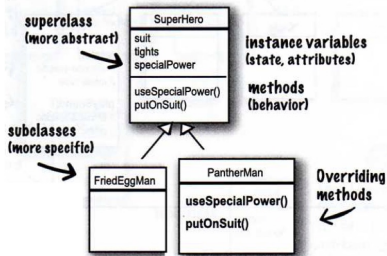 superclass
(more abstract)
SuperHero
suit
tights
specialPower
useSpecialPower()
putOnSuit()
instance variables
(state, attributes)
methods
(behavior)
subclasses
(more specific)
FriedEggMan
PantherMan
useSpecialPower()
putOnSuit()
Overriding
methods